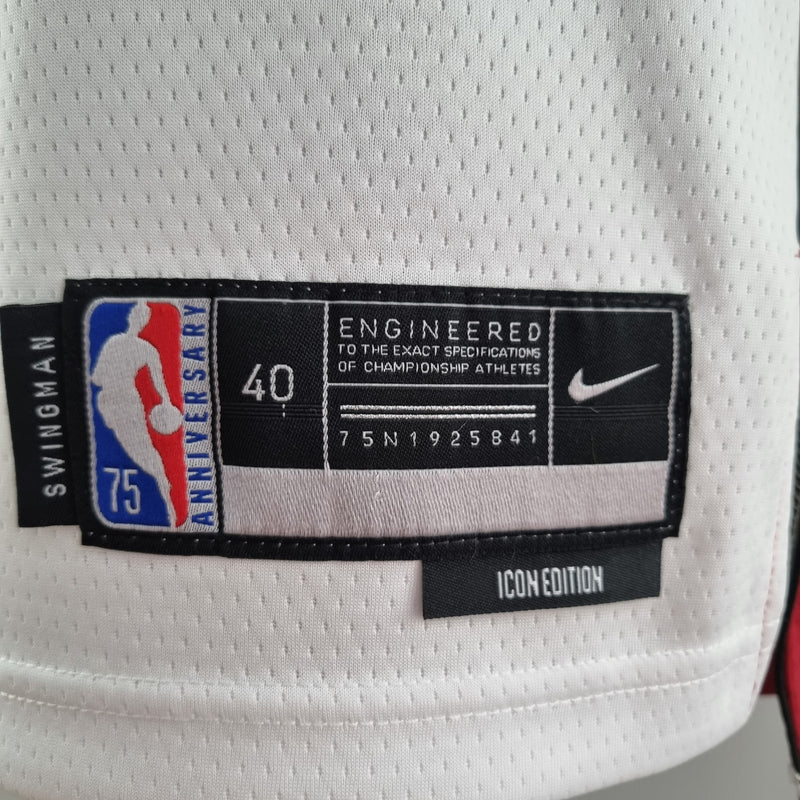 SWINGMAN
75
ANNIVERSARY
40
ENGINEERED
TO THE EXACT SPECIFICATIONS
OF CHAMPIONSHIP ATHLETES
75N1925841
ICON EDITION